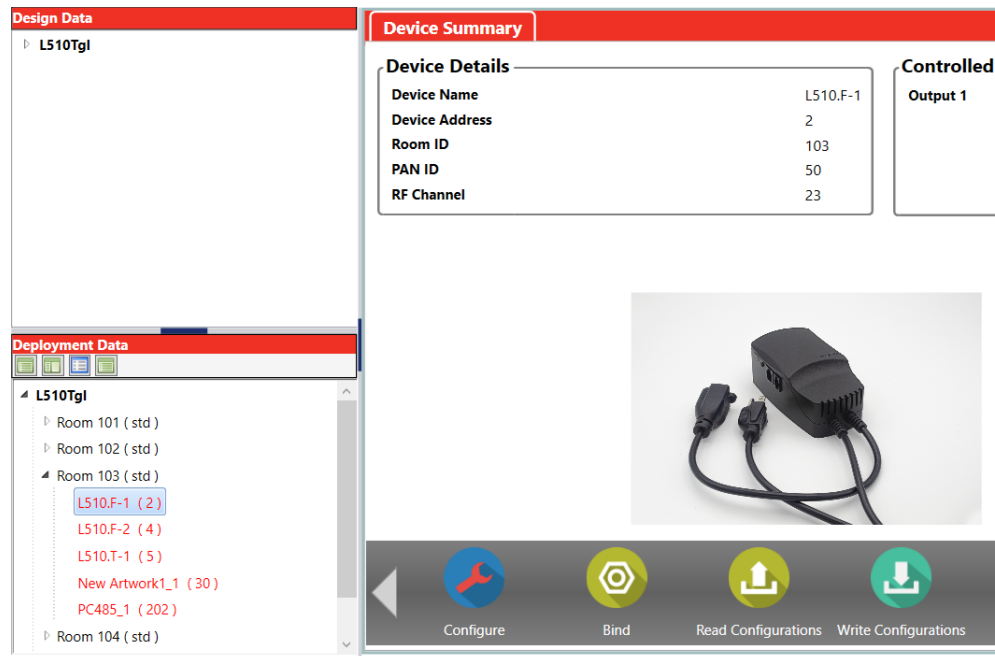 Design Data
L510Tgl
Deployment Data
L510Tgl
Room 101 ( std )
Room 102 ( std )
Room 103 ( std )
L510.F-1 ( 2 )
L510.F-2 ( 4 )
L510.T-1 ( 5 )
New Artwork1_1 ( 30 )
PC485_1 ( 202 )
Room 104 ( std )
Device Summary
Device Details
Device Name L510.F-1
Device Address 2
Room ID 103
PAN ID 50
RF Channel 23
Controlled
Output 1
Configure
Bind
Read Configurations
Write Configurations